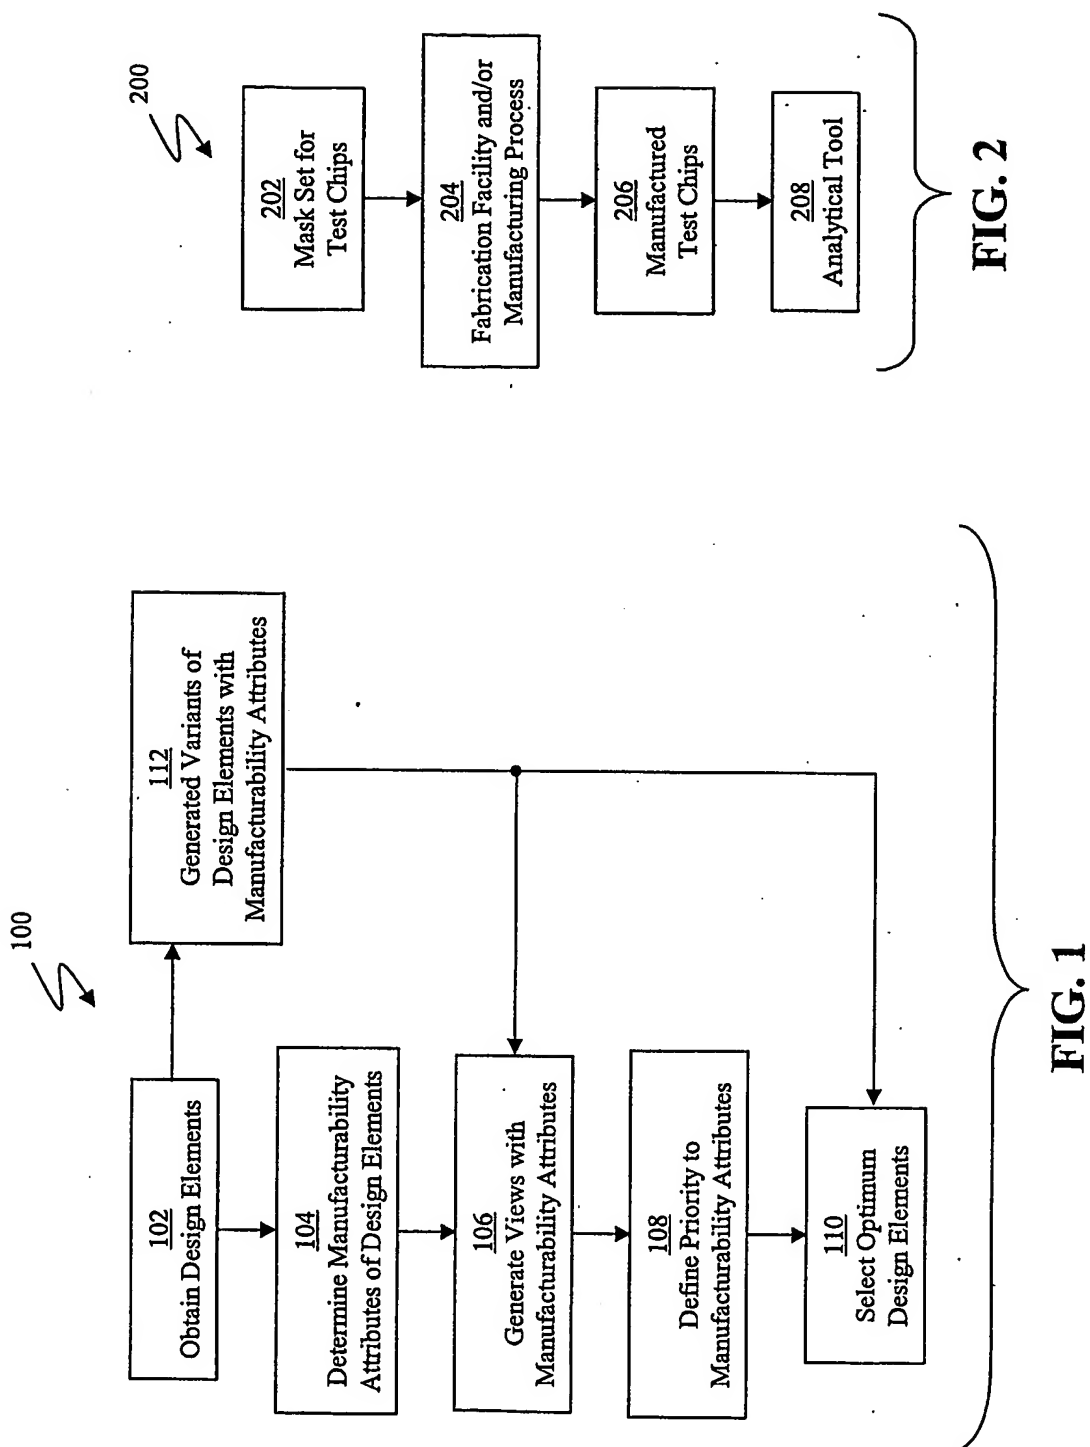 100
102
Obtain Design Elements
104
Determine Manufacturability
Attributes of Design Elements
106
Generate Views with
Manufacturability Attributes
108
Define Priority to
Manufacturability Attributes
110
Select Optimum
Design Elements
112
Generated Variants of
Design Elements with
Manufacturability Attributes
FIG. 1
200
202
Mask Set for
Test Chips
204
Fabrication Facility and/or
Manufacturing Process
206
Manufactured
Test Chips
208
Analytical Tool
FIG. 2